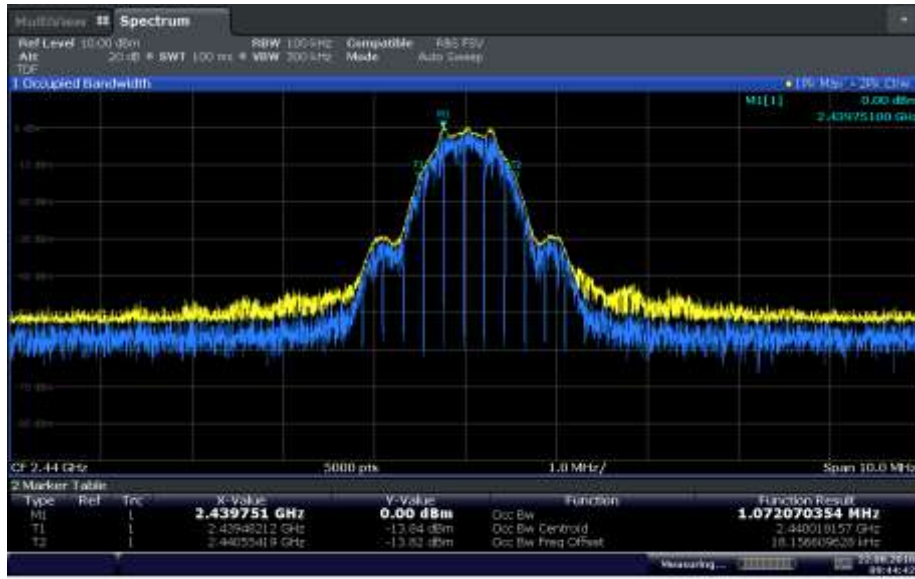 MultiView Spectrum
Ref Level 10.00 dBm RBW 100 kHz Compatible R&S FSV
Att 20 dB SWT 100 ms VBW 300 kHz Mode Auto Sweep
TDF
1 Occupied Bandwidth
M1[1] 0.00 dBm
2.43975100 GHz
M1
CF 2.44 GHz 5000 pts 1.0 MHz/ Span 10.0 MHz
2 Marker Table
Type Ref Trc X-Value Y-Value Function Function Result
M1 1 2.439751 GHz 0.00 dBm Occ Bw 1.072070354 MHz
T1 1 2.43948212 GHz -13.84 dBm Occ Bw Centroid 2.440018157 GHz
T2 1 2.44055419 GHz -13.82 dBm Occ Bw Freq Offset 18.156609628 kHz
Measuring...
09:44:42